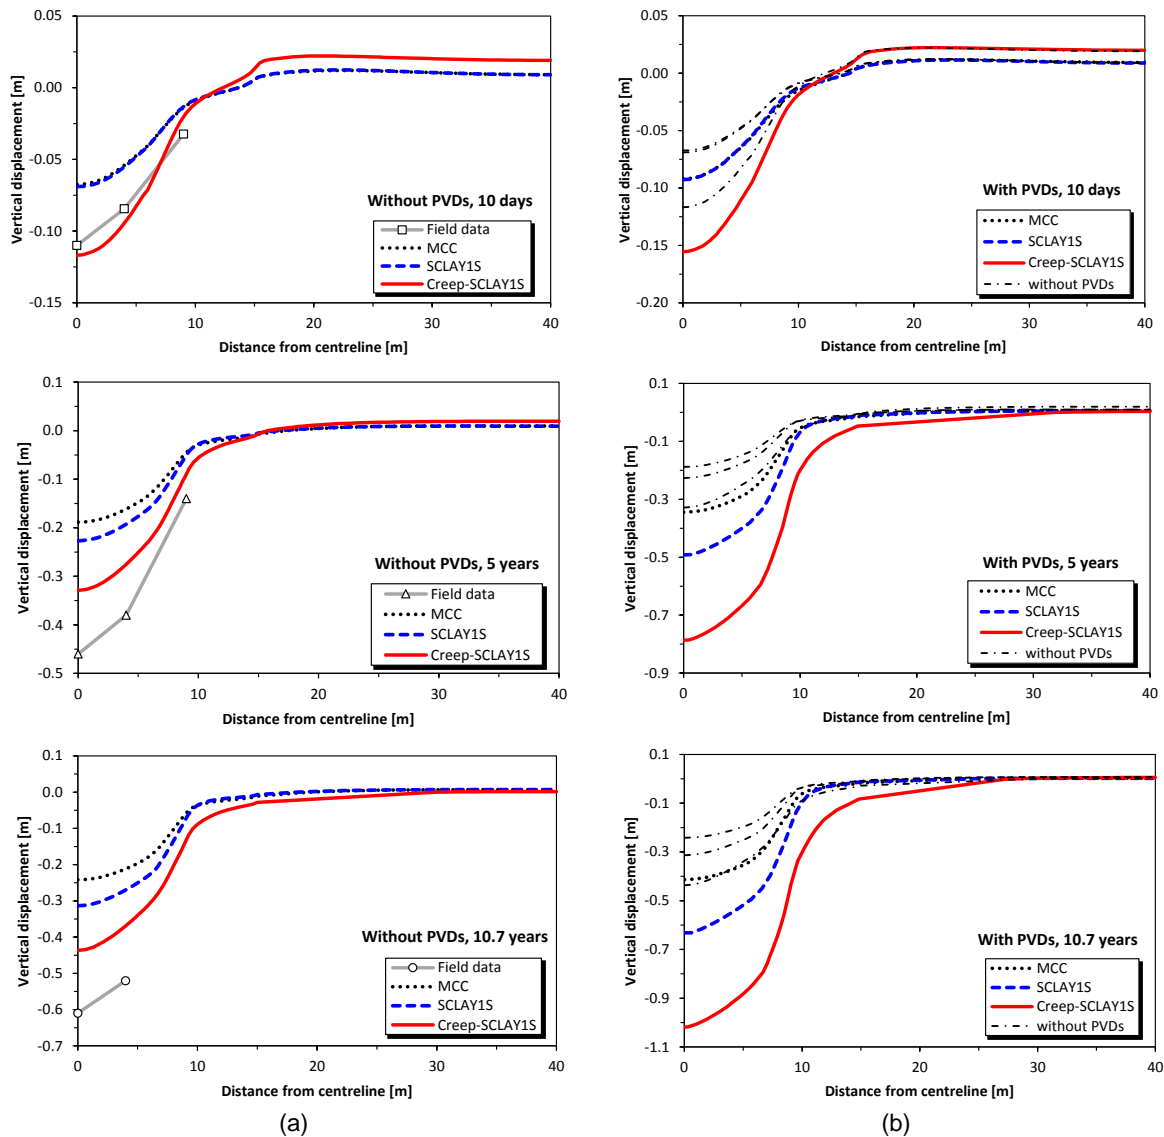 0.05
0.00
-0.05
-0.10
-0.15
Vertical displacement [m]
Without PVDs, 10 days
Field data
MCC
SCLAY1S
Creep-SCLAY1S
0 10 20 30 40
Distance from centreline [m]
0.05
0.00
-0.05
-0.10
-0.15
-0.20
Vertical displacement [m]
With PVDs, 10 days
MCC
SCLAY1S
Creep-SCLAY1S
without PVDs
0 10 20 30 40
Distance from centreline [m]
0.1
0.0
-0.1
-0.2
-0.3
-0.4
-0.5
Vertical displacement [m]
Without PVDs, 5 years
Field data
MCC
SCLAY1S
Creep-SCLAY1S
0 10 20 30 40
Distance from centreline [m]
0.1
-0.1
-0.3
-0.5
-0.7
-0.9
Vertical displacement [m]
With PVDs, 5 years
MCC
SCLAY1S
Creep-SCLAY1S
without PVDs
0 10 20 30 40
Distance from centreline [m]
0.1
0.0
-0.1
-0.2
-0.3
-0.4
-0.5
-0.6
-0.7
Vertical displacement [m]
Without PVDs, 10.7 years
Field data
MCC
SCLAY1S
Creep-SCLAY1S
0 10 20 30 40
Distance from centreline [m]
0.1
-0.1
-0.3
-0.5
-0.7
-0.9
-1.1
Vertical displacement [m]
With PVDs, 10.7 years
MCC
SCLAY1S
Creep-SCLAY1S
without PVDs
0 10 20 30 40
Distance from centreline [m]
(a)
(b)